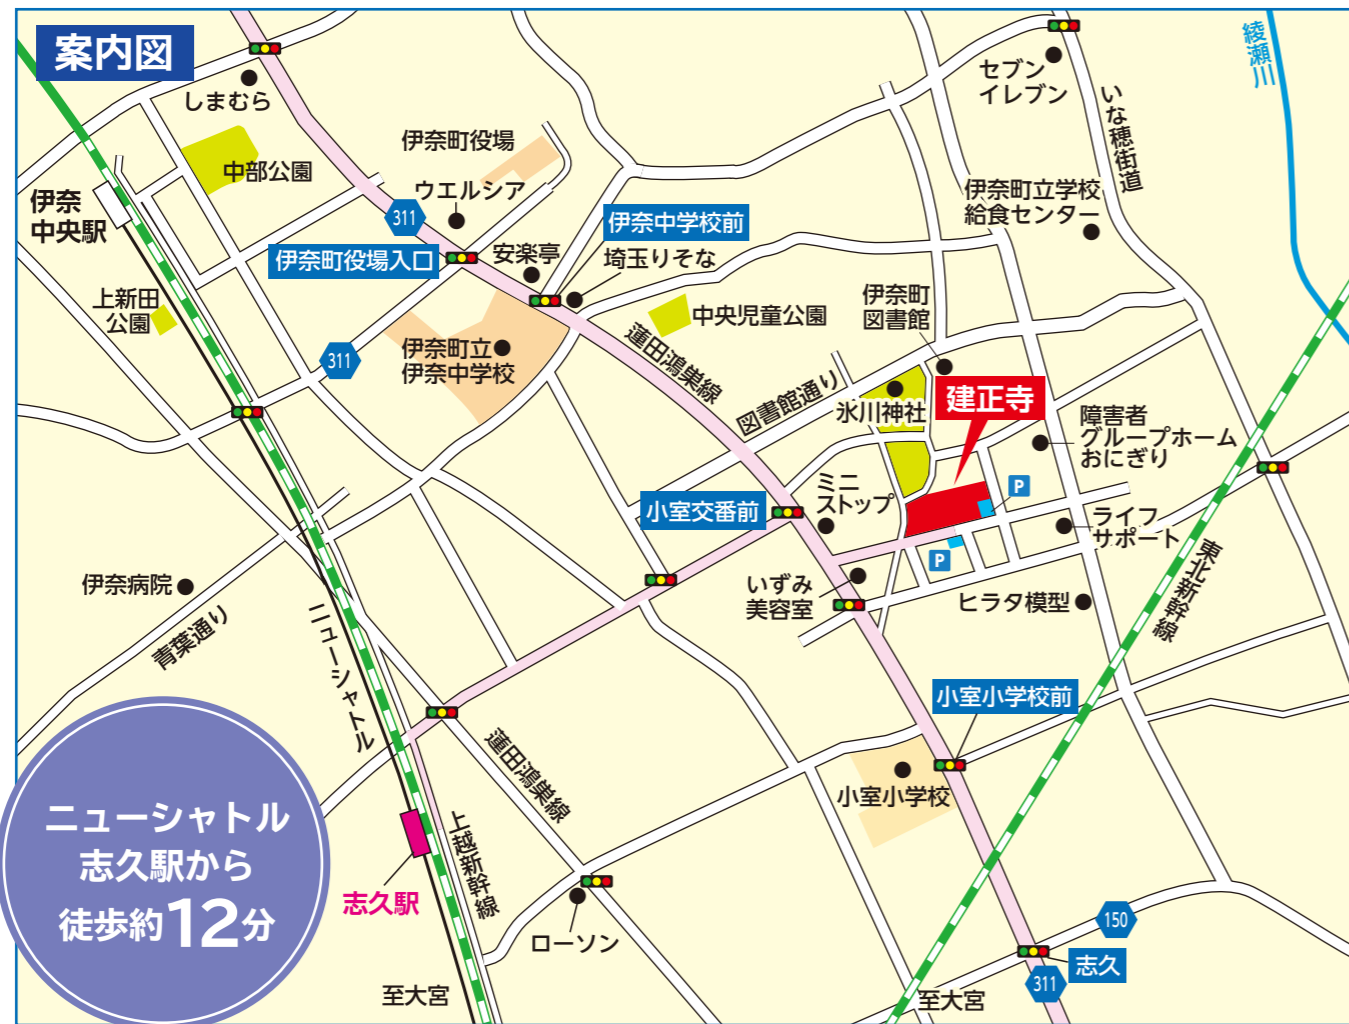 案内図
しまむら
中部公園
伊奈
中央駅
上新田
公園
伊奈町役場
ウエルシア
311
伊奈町役場入口
安楽亭
伊奈中学校前
埼玉りそな
311
伊奈町立
伊奈中学校
蓮田鴻巣線
中央児童公園
図書館通り
セブン
イレブン
いな穂街道
綾瀬川
伊奈町立学校
給食センター
伊奈町
図書館
氷川神社
建正寺
障害者
グループホーム
おにぎり
ミニ
ストップ
小室交番前
P
P
ライフ
サポート
いずみ
美容室
ヒラタ模型
東北新幹線
伊奈病院
青葉通り
ニューシャトル
小室小学校前
小室小学校
蓮田鴻巣線
上越新幹線
志久駅
ローソン
至大宮
150
志久
311
至大宮
ニューシャトル
志久駅から
徒歩約12分